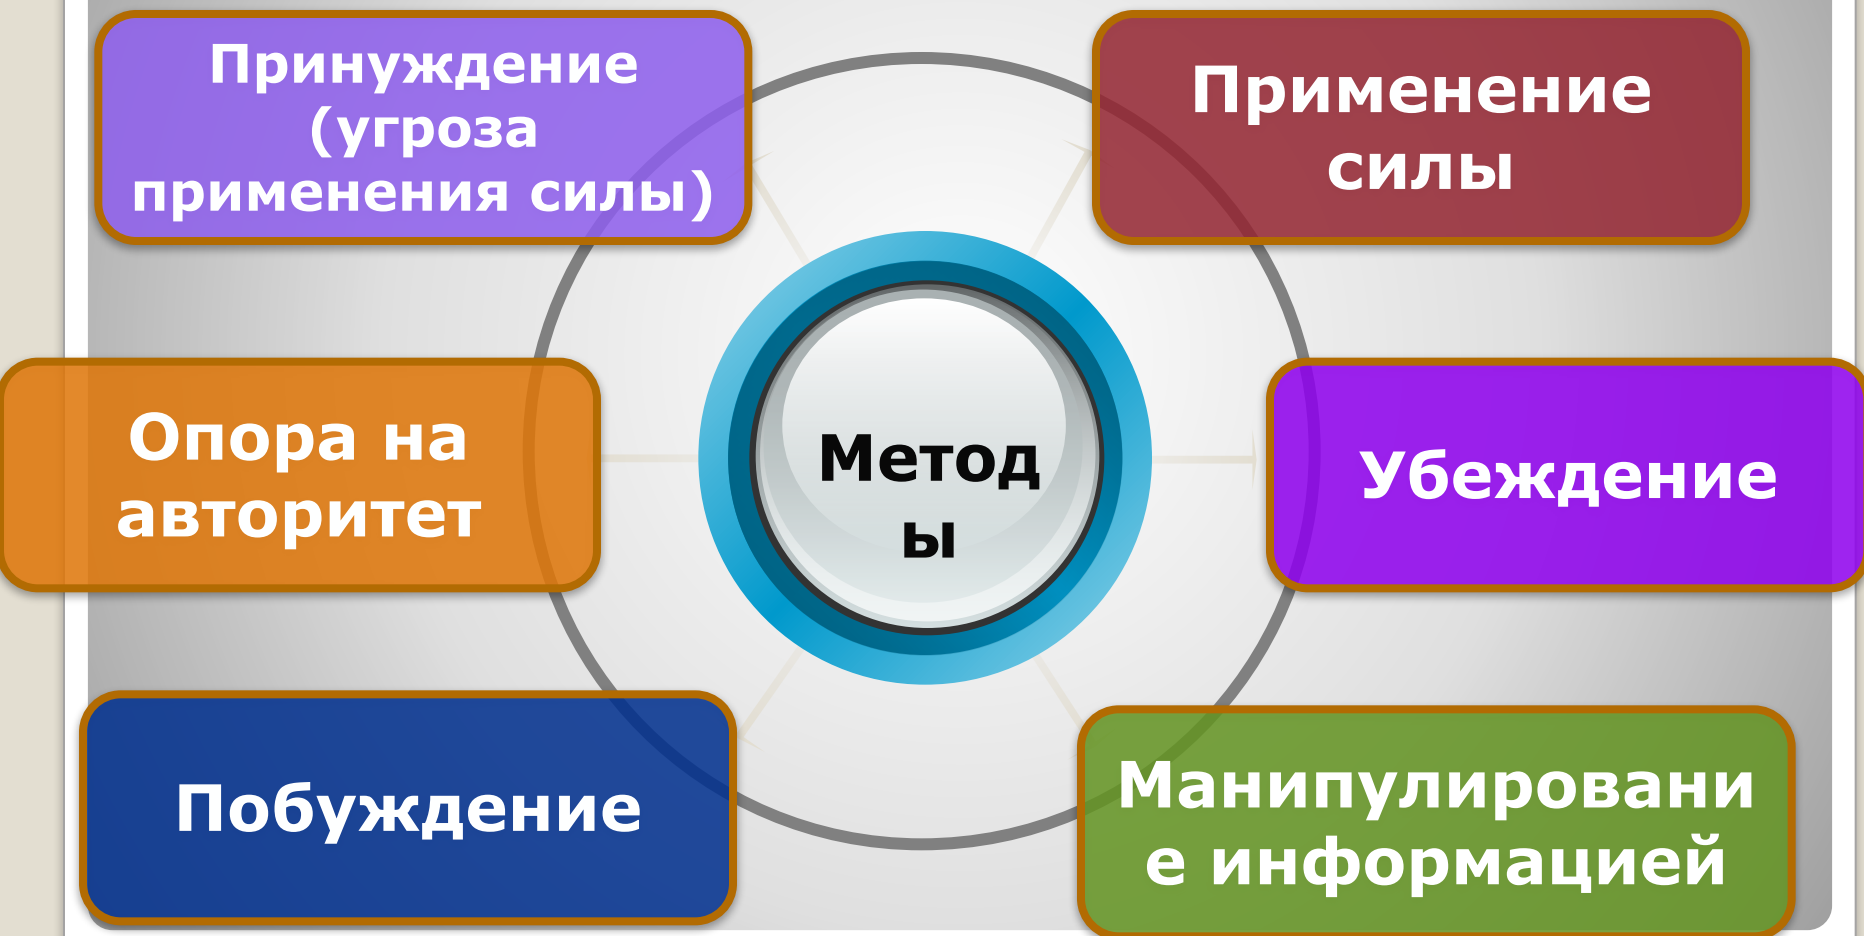 Принуждение
(угроза
применения силы)
Применение
силы
Опора на
авторитет
Метод
ы
Убеждение
Побуждение
Манипулировани
е информацией